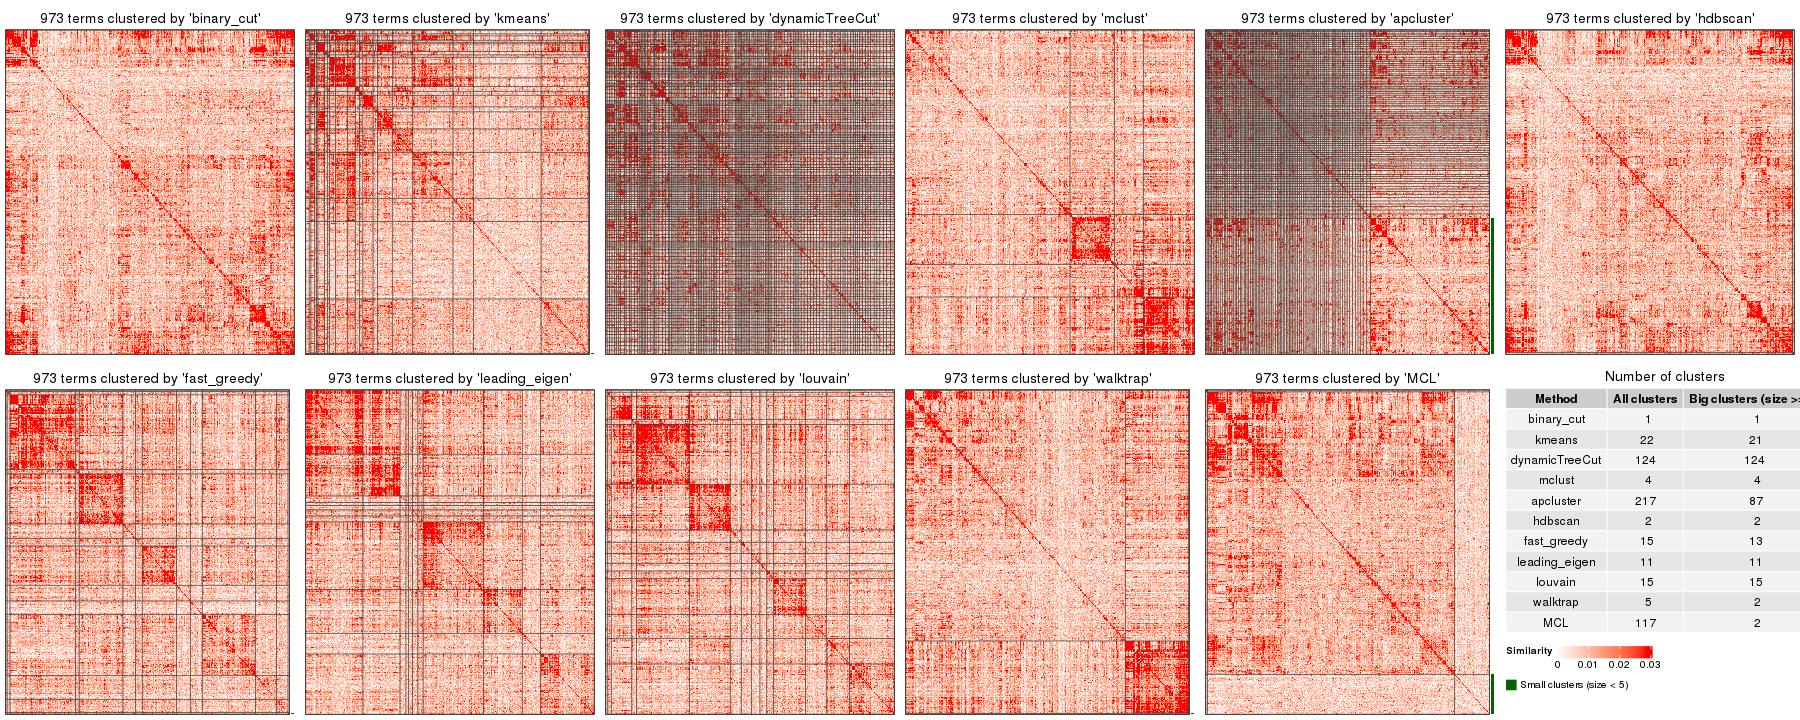 973 terms clustered by 'binary_cut'
973 terms clustered by 'kmeans'
973 terms clustered by 'dynamicTreeCut'
973 terms clustered by 'mclust'
973 terms clustered by 'apcluster'
973 terms clustered by 'hdbscan'
973 terms clustered by 'fast_greedy'
973 terms clustered by 'leading_eigen'
973 terms clustered by 'louvain'
973 terms clustered by 'walktrap'
973 terms clustered by 'MCL'
Number of clusters
Method All clusters Big clusters (size >=
binary_cut 1 1
kmeans 22 21
dynamicTreeCut 124 124
mclust 4 4
apcluster 217 87
hdbscan 2 2
fast_greedy 15 13
leading_eigen 11 11
louvain 15 15
walktrap 5 2
MCL 117 2
Similarity
0 0.01 0.02 0.03
Small clusters (size < 5)